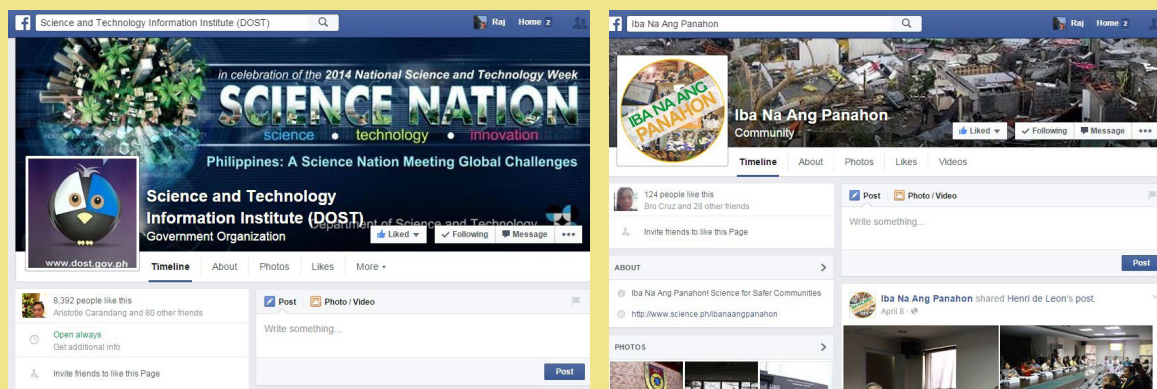 Science and Technology Information Institute (DOST)
Raj Home 2
in celebration of the 2014 National Science and Technology Week
SCIENCE NATION
science • technology • innovation
Philippines: A Science Nation Meeting Global Challenges
Science and Technology
Information Institute (DOST)
Department of Science and Technology
Government Organization
Liked Following Message
www.dost.gov.ph
Timeline About Photos Likes More
8,392 people like this
Aristotle Carandang and 80 other friends
Open always
Get additional info
Invite friends to like this Page
Post Photo / Video
Write something...
Post
Iba Na Ang Panahon
Raj Home 2
IBA NA ANG
PANAHON
Iba Na Ang Panahon
Community
Liked Following Message
Timeline About Photos Likes Videos
124 people like this
Bro Cruz and 28 other friends
Invite friends to like this Page
ABOUT
Iba Na Ang Panahon! Science for Safer Communities
http://www.science.ph/ibanaangpanahon
PHOTOS
Post Photo / Video
Write something...
Post
Iba Na Ang Panahon shared Henri de Leon's post.
April 8